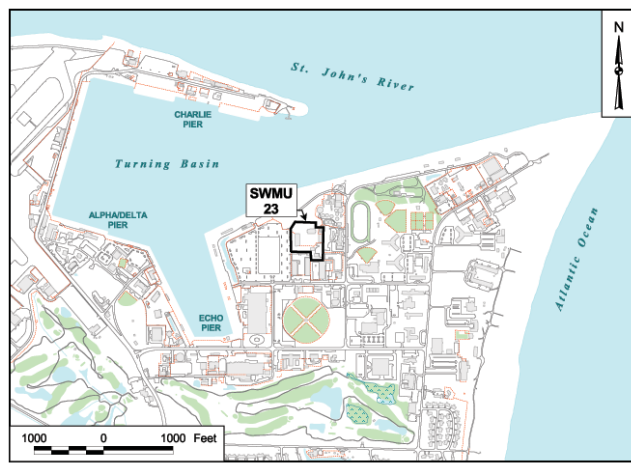 N
St. John's River
CHARLIE
PIER
Turning Basin
SWMU
23
ALPHA/DELTA
PIER
Atlantic Ocean
ECHO
PIER
1000 0 1000 Feet